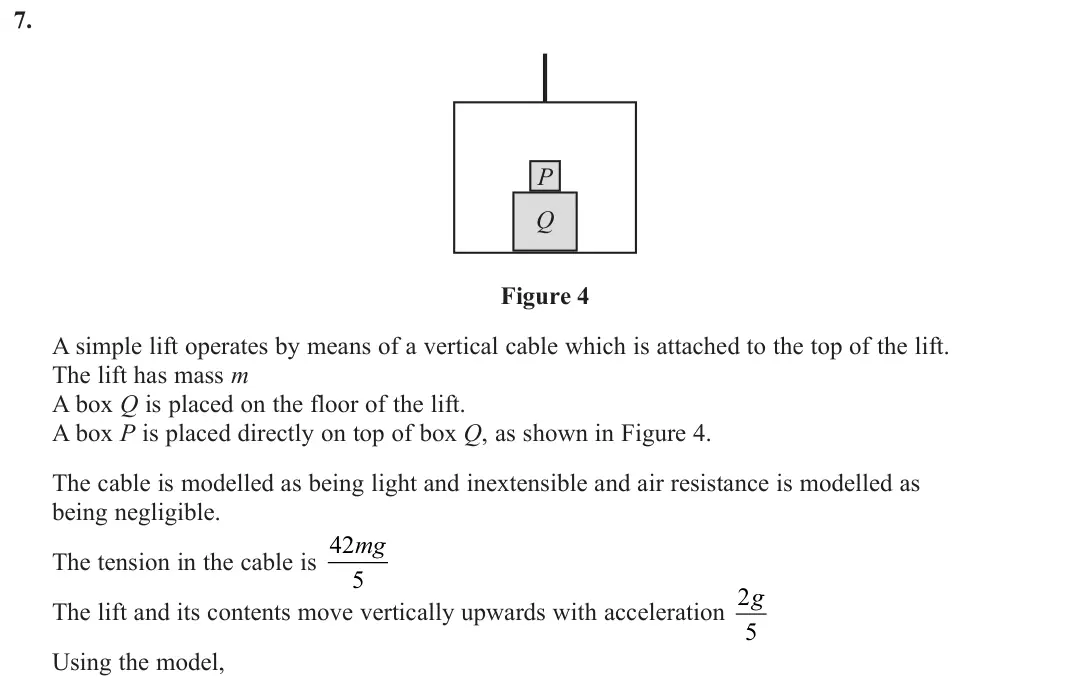 7.
P
Q
Figure 4
A simple lift operates by means of a vertical cable which is attached to the top of the lift.
The lift has mass m
A box Q is placed on the floor of the lift.
A box P is placed directly on top of box Q, as shown in Figure 4.
The cable is modelled as being light and inextensible and air resistance is modelled as
being negligible.
The tension in the cable is 42mg/5
The lift and its contents move vertically upwards with acceleration 2g/5
Using the model,